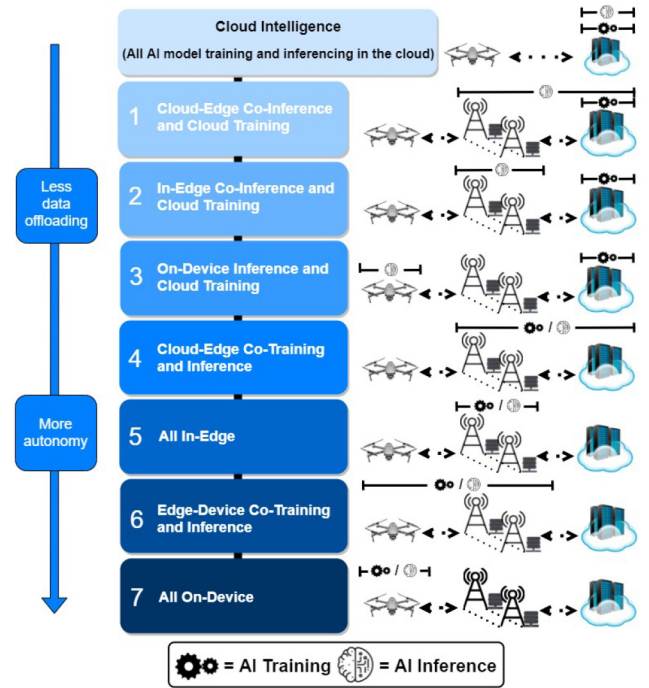 Cloud Intelligence
(All AI model training and inferencing in the cloud)
1
Cloud-Edge Co-Inference
and Cloud Training
Less
data
offloading
2
In-Edge Co-Inference and
Cloud Training
3
On-Device Inference and
Cloud Training
/
4
Cloud-Edge Co-Training
and Inference
More
autonomy
/
5
All In-Edge
/
6
Edge-Device Co-Training
and Inference
/
7
All On-Device
= AI Training
= AI Inference